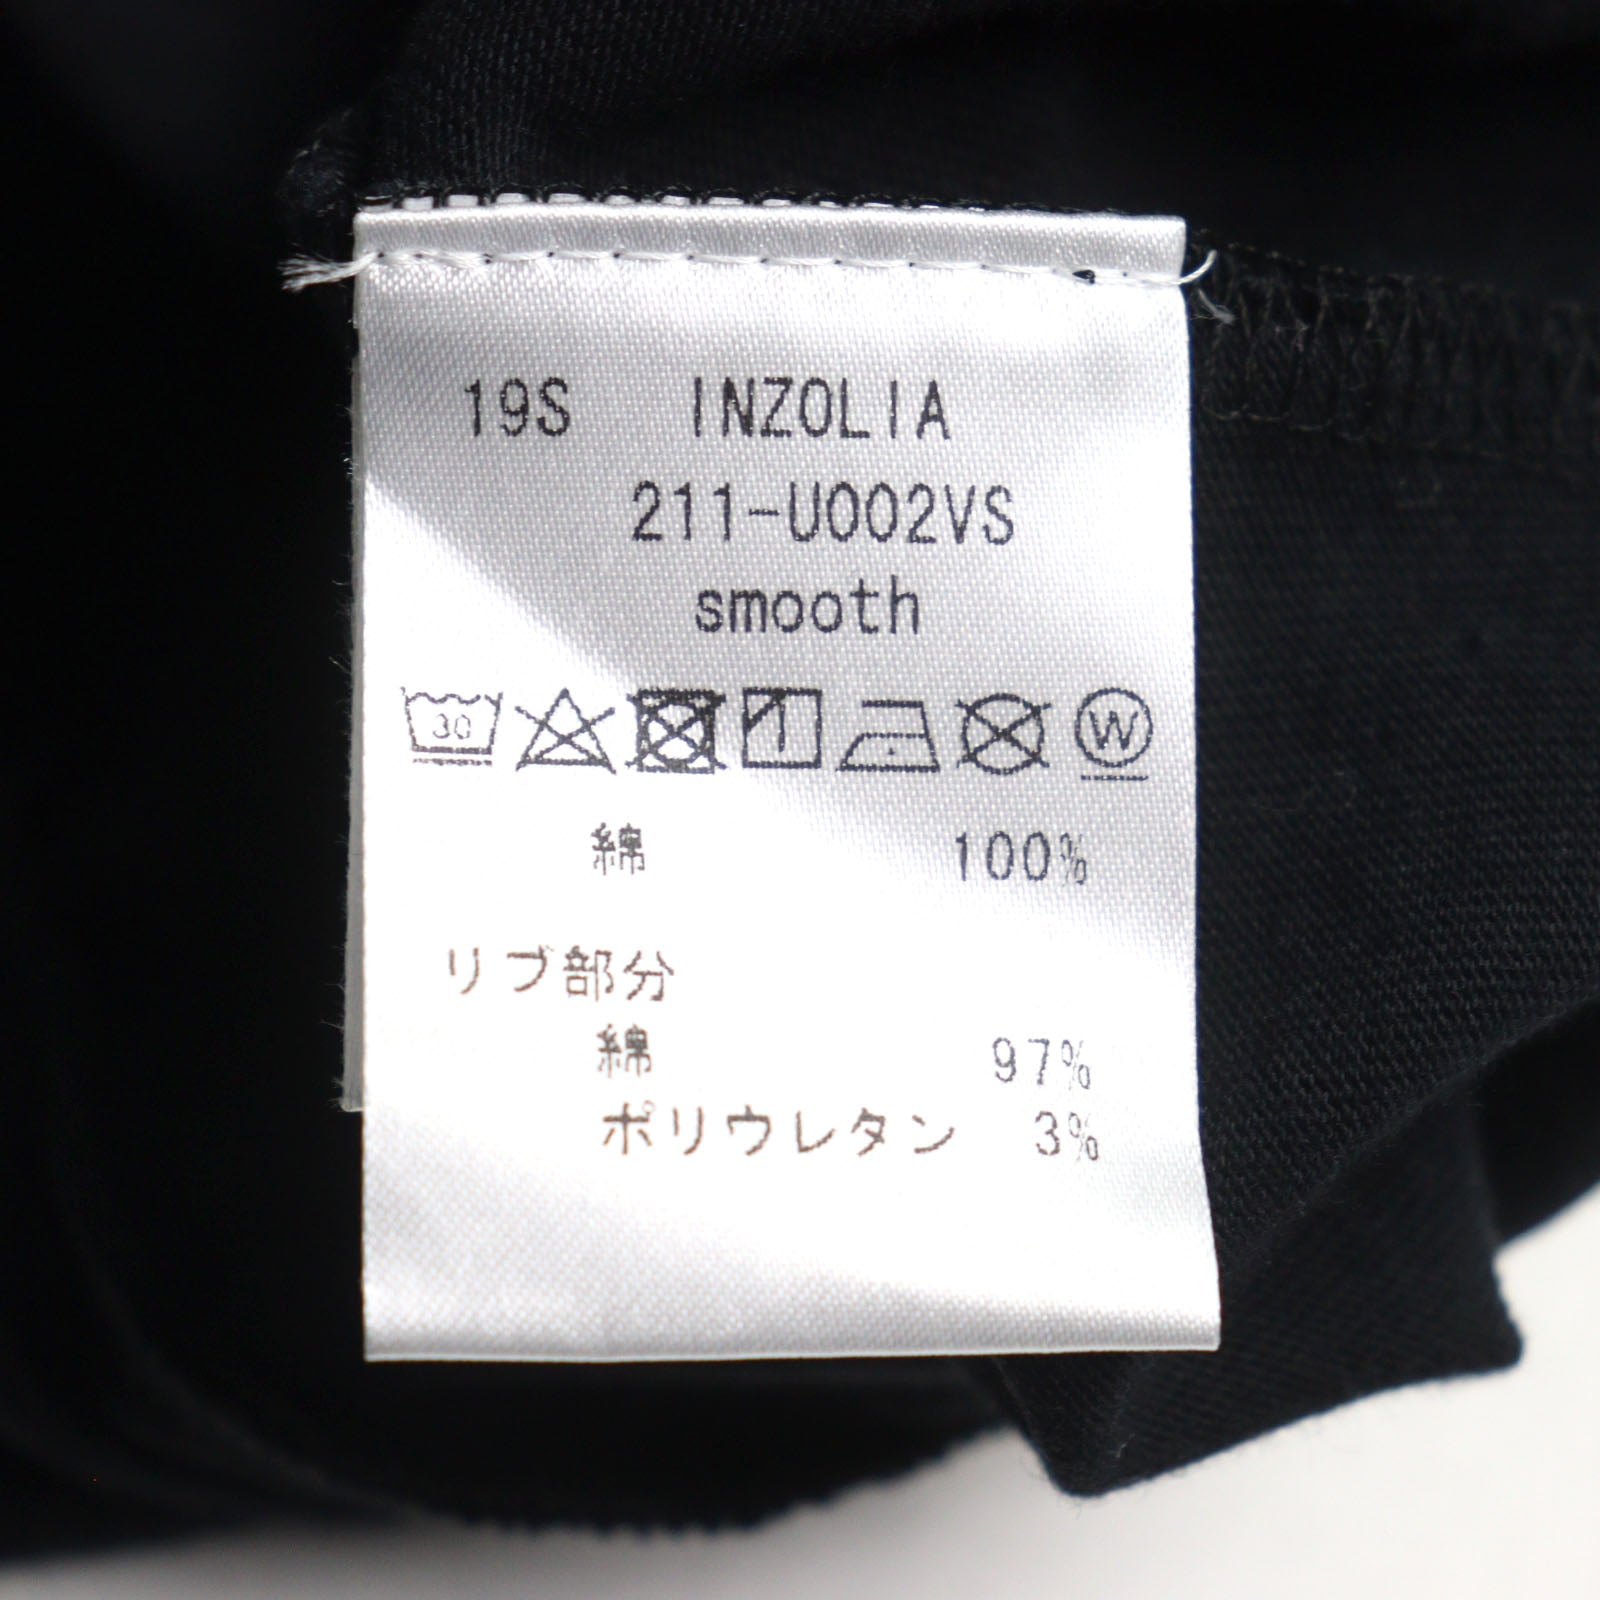 19S INZOLIA
211-U002VS
smooth
30 W
綿 100%
リブ部分
綿 97%
ポリウレタン 3%